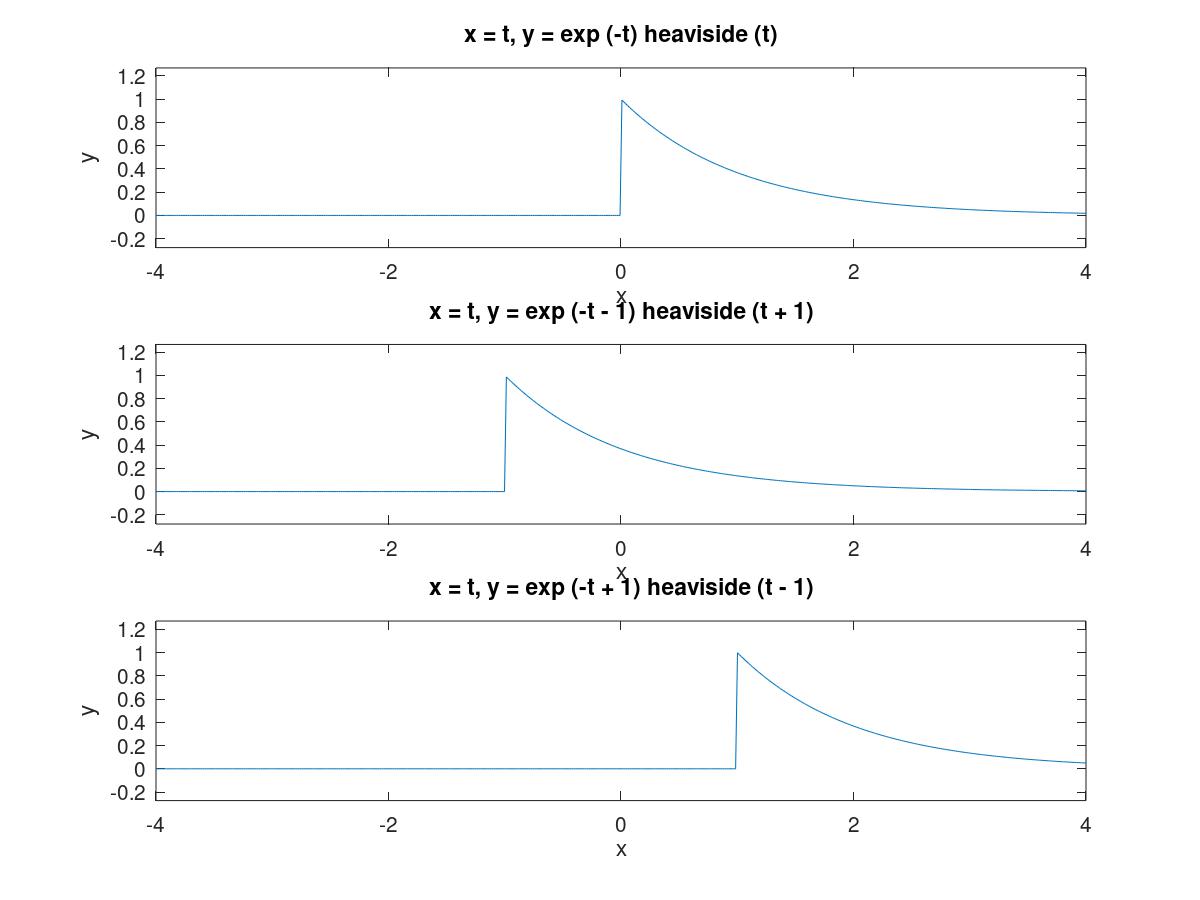 x = t, y = exp (-t) heaviside (t)
1.2
1
0.8
0.6
0.4
0.2
0
-0.2
y
-4 -2 0 2 4
x
x = t, y = exp (-t - 1) heaviside (t + 1)
1.2
1
0.8
0.6
0.4
0.2
0
-0.2
y
-4 -2 0 2 4
x
x = t, y = exp (-t + 1) heaviside (t - 1)
1.2
1
0.8
0.6
0.4
0.2
0
-0.2
y
-4 -2 0 2 4
x